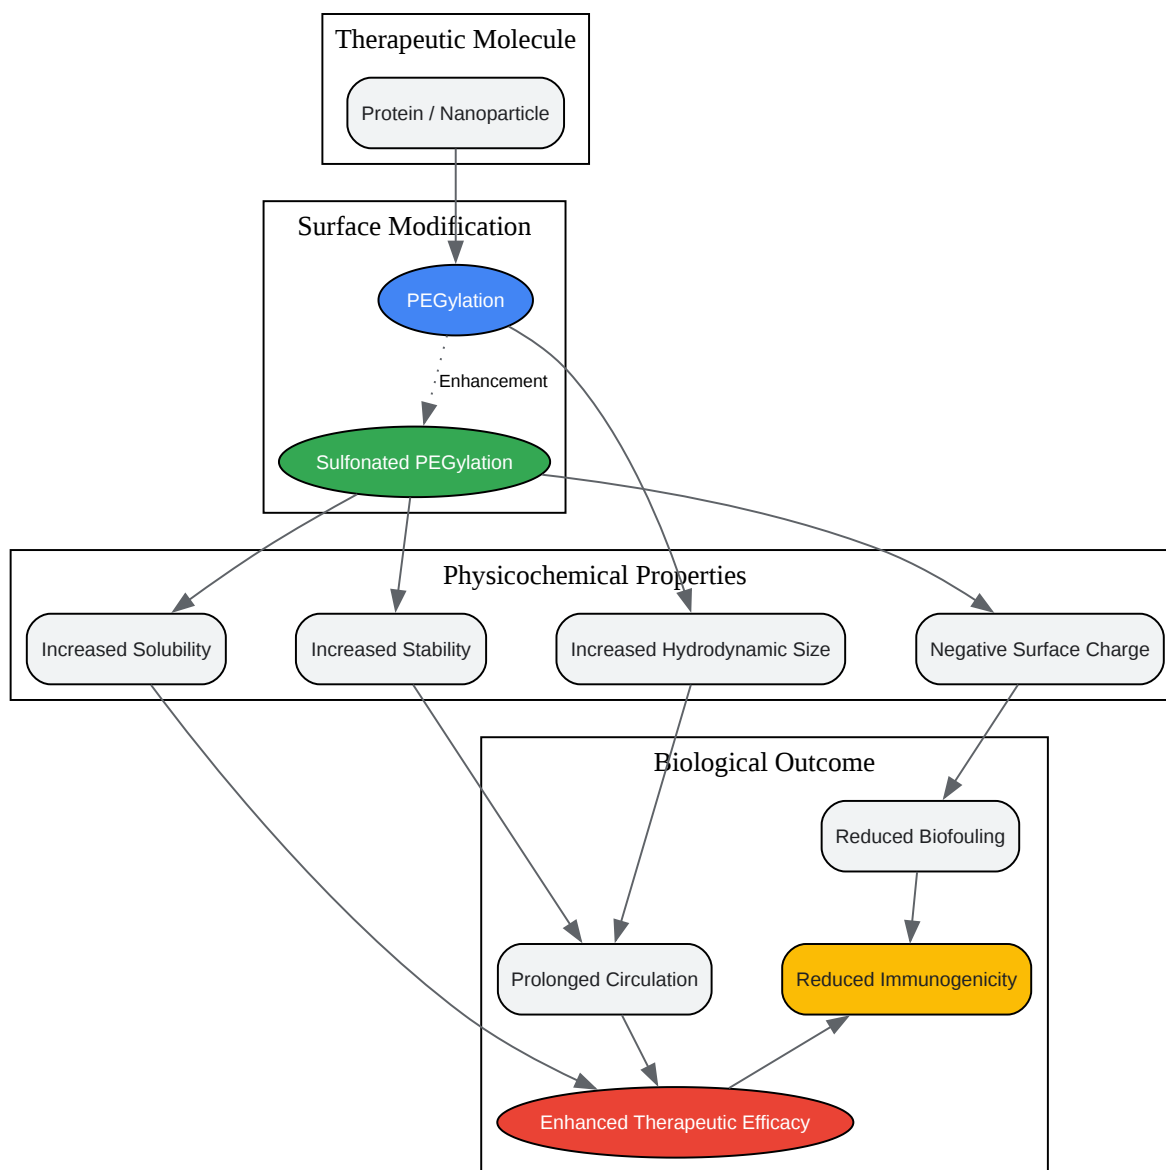 Therapeutic Molecule
Protein / Nanoparticle
Surface Modification
PEGylation
Enhancement
Sulfonated PEGylation
Physicochemical Properties
Increased Solubility
Increased Stability
Increased Hydrodynamic Size
Negative Surface Charge
Biological Outcome
Reduced Biofouling
Prolonged Circulation
Reduced Immunogenicity
Enhanced Therapeutic Efficacy